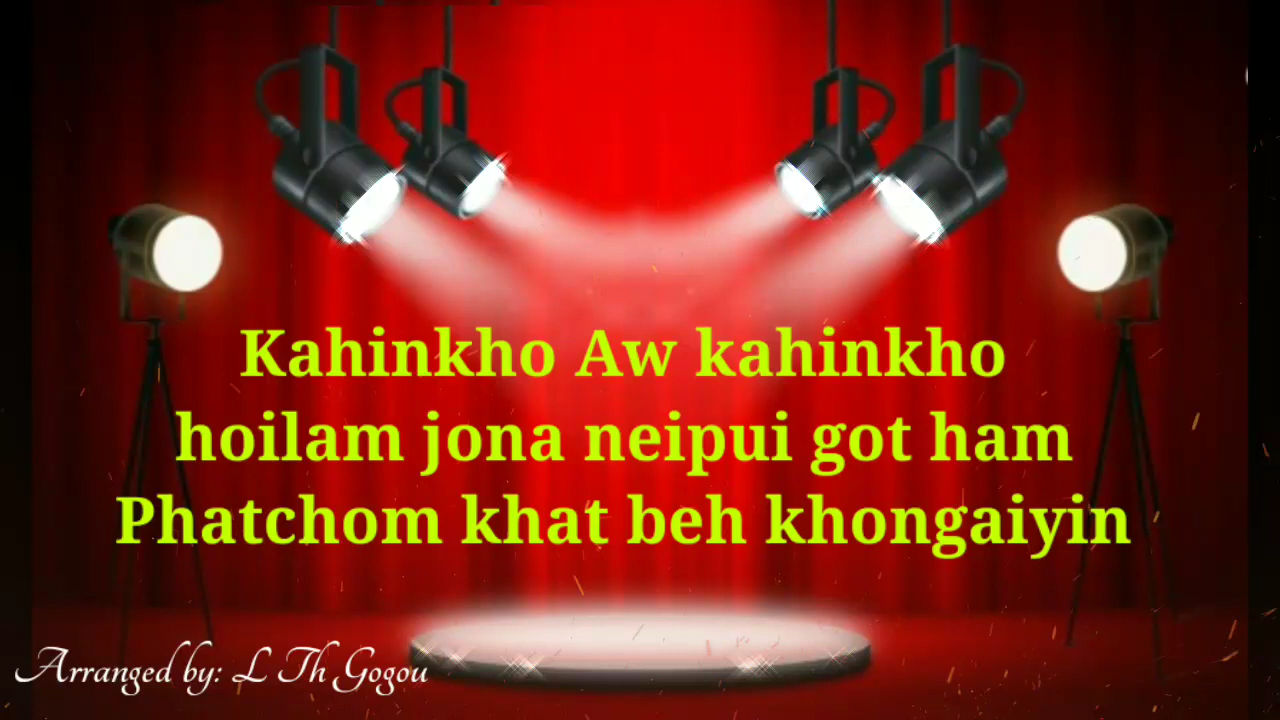 Kahinkho Aw kahinkho
hoilam jona neipui got ham
Phatchom khat beh khongaiyin
Arranged by: L Th Gogou